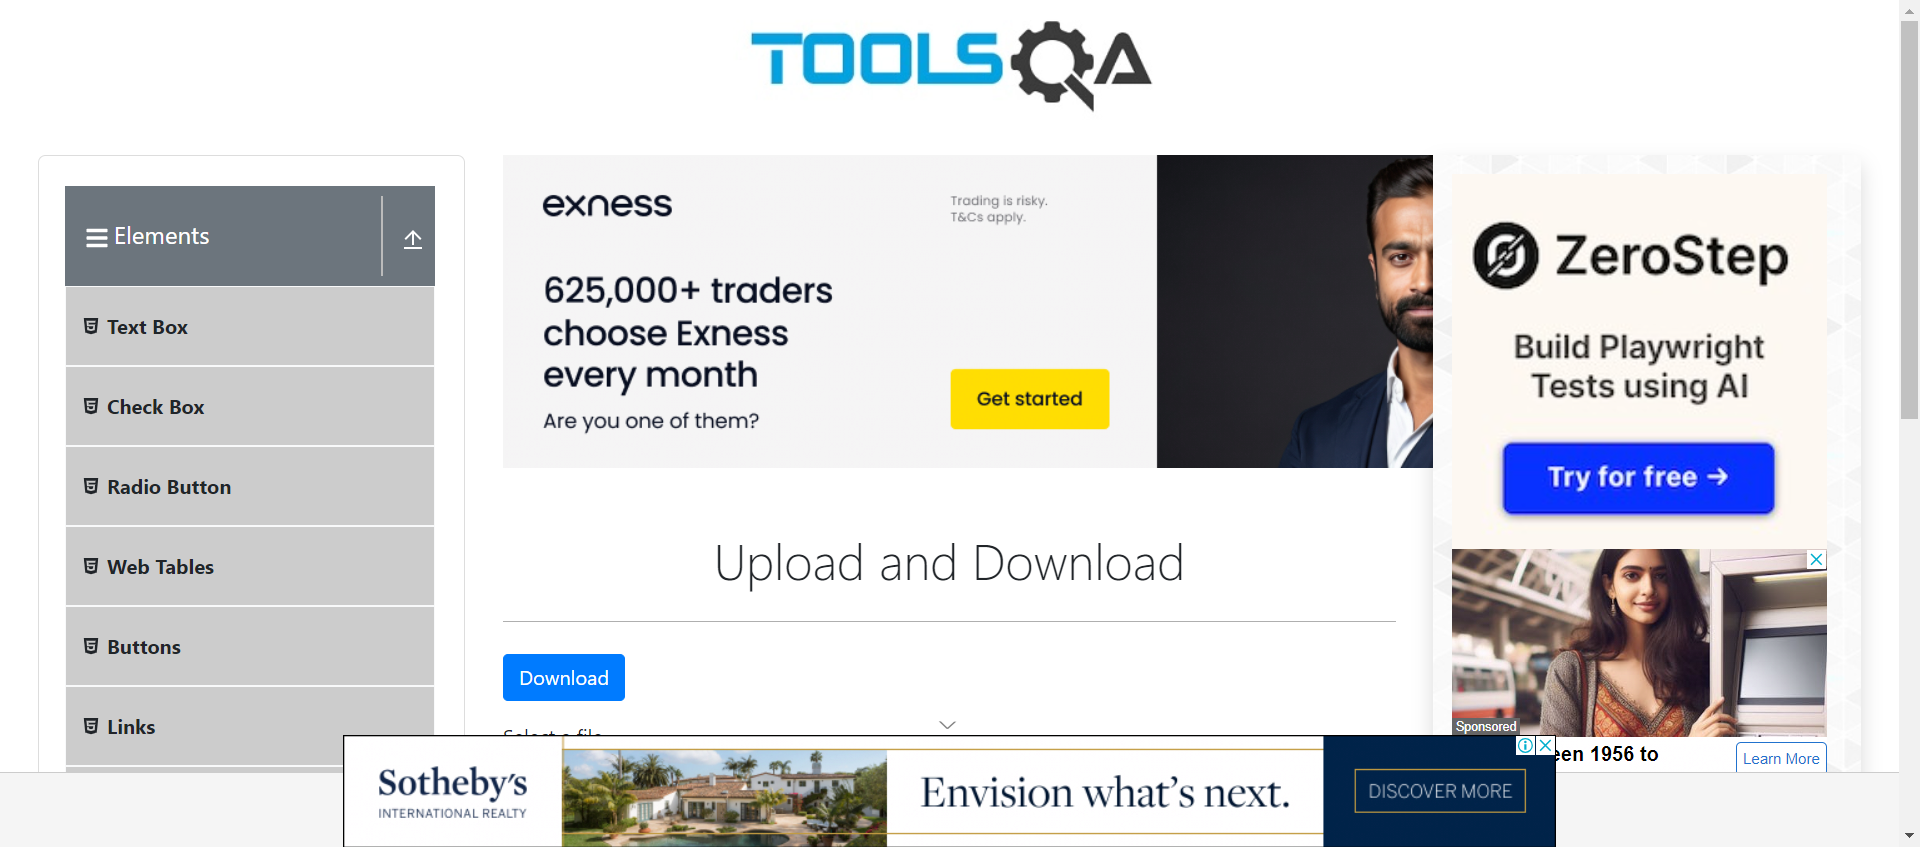 TOOLSQA
Elements
Text Box
Check Box
Radio Button
Web Tables
Buttons
Links
exness
Trading is risky.
T&Cs apply.
625,000+ traders
choose Exness
every month
Are you one of them?
Get started
Upload and Download
Download
Select a file
ZeroStep
Build Playwright
Tests using AI
Try for free →
Sponsored
een 1956 to
Learn More
Sotheby's
INTERNATIONAL REALTY
Envision what's next.
DISCOVER MORE